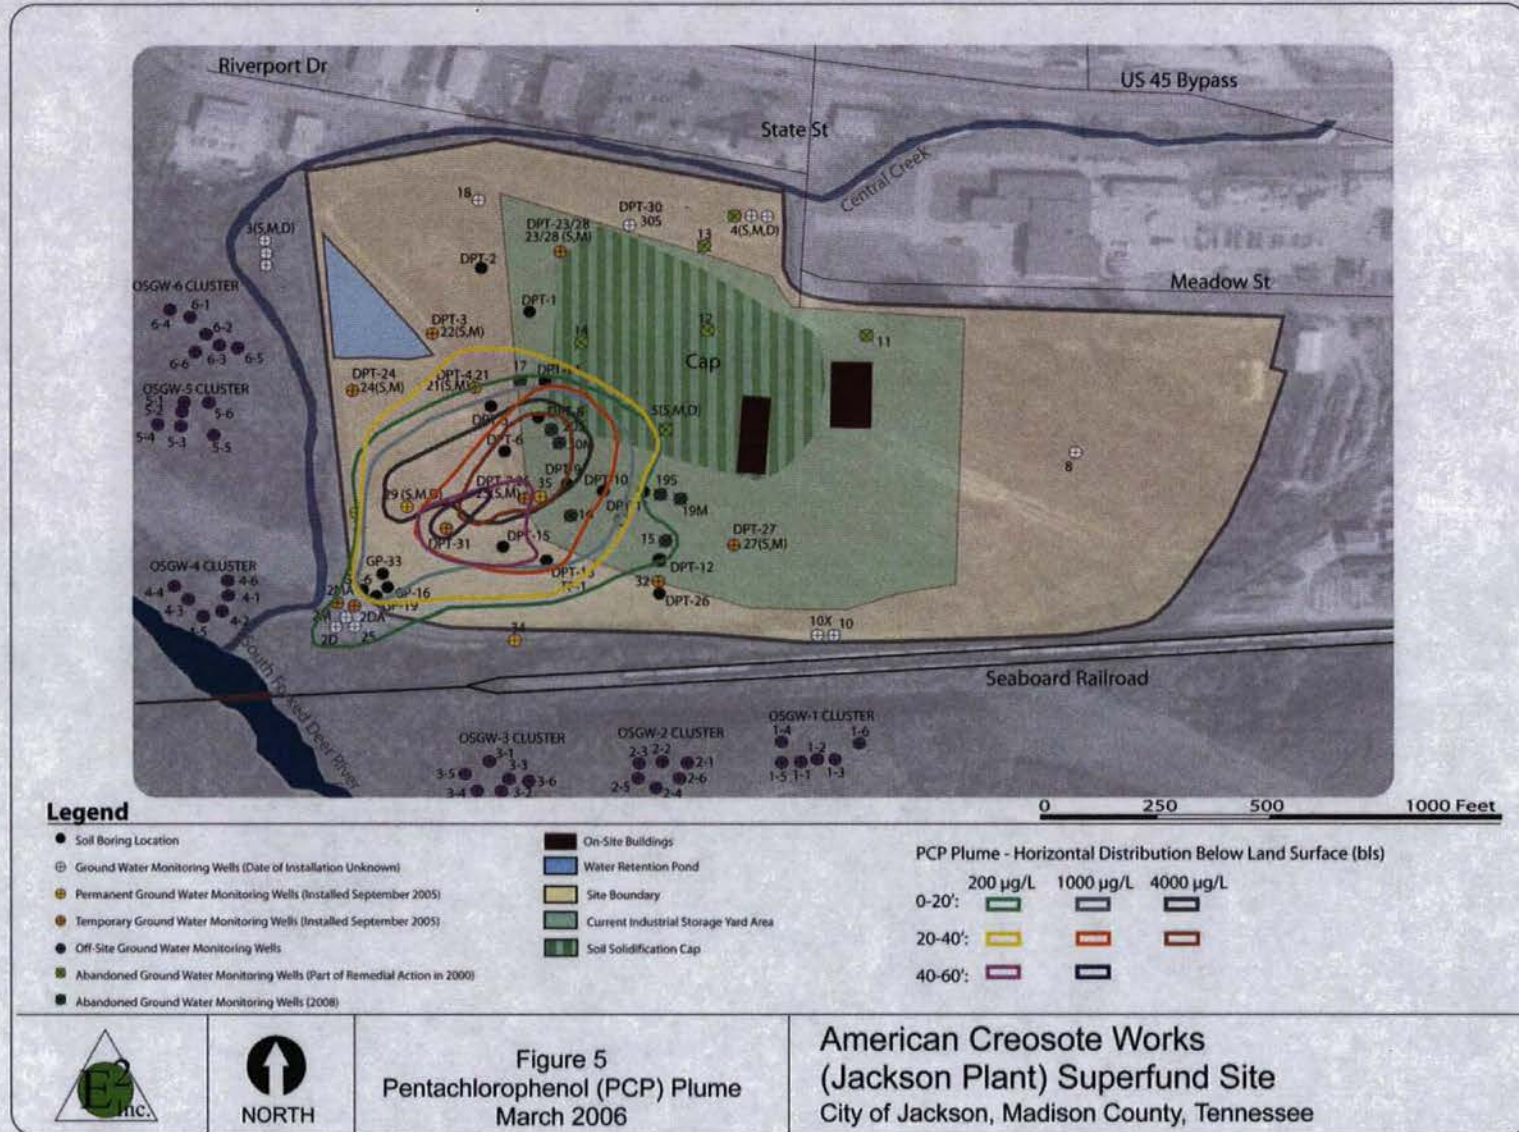 Riverport Dr
US 45 Bypass
State St
Central Creek
18
DPT-30
30S
3(S,M,D)
DPT-23/28
23/28 (S,M)
4(S,M,D)
13
DPT-2
Meadow St
OSGW-6 CLUSTER
6-1
6-4
6-2
6-3
6-6
6-5
DPT-1
DPT-3
22(S,M)
14
12
11
Cap
DPT-24
24(S,M)
DPT-4,21
21(S,M)
17
OSGW-5 CLUSTER
5-1
5-2
5-6
5-4
5-3
5-5
5(S,M,D)
DPT-6
8
DPT-9
DPT-10
35
19S
19M
29 (S,M,D)
15
DPT-27
27(S,M)
DPT-31
DPT-15
DPT-12
DPT-13
GP-33
GP-16
32
DPT-26
OSGW-4 CLUSTER
4-6
4-4
4-1
4-3
4-2
4-5
2MA
2DA
2D
34
10X
10
South Forked Deer River
Seaboard Railroad
OSGW-3 CLUSTER
3-1
3-3
3-5
3-6
3-4
3-2
OSGW-2 CLUSTER
2-3
2-2
2-1
2-6
2-5
2-4
OSGW-1 CLUSTER
1-4
1-6
1-2
1-5
1-1
1-3
Legend
0 250 500 1000 Feet
Soil Boring Location
Ground Water Monitoring Wells (Date of Installation Unknown)
Permanent Ground Water Monitoring Wells (Installed September 2005)
Temporary Ground Water Monitoring Wells (Installed September 2005)
Off-Site Ground Water Monitoring Wells
Abandoned Ground Water Monitoring Wells (Part of Remedial Action in 2000)
Abandoned Ground Water Monitoring Wells (2008)
On-Site Buildings
Water Retention Pond
Site Boundary
Current Industrial Storage Yard Area
Soil Solidification Cap
PCP Plume - Horizontal Distribution Below Land Surface (bls)
200 µg/L 1000 µg/L 4000 µg/L
0-20':
20-40':
40-60':
E2 Inc.
NORTH
Figure 5
Pentachlorophenol (PCP) Plume
March 2006
American Creosote Works
(Jackson Plant) Superfund Site
City of Jackson, Madison County, Tennessee